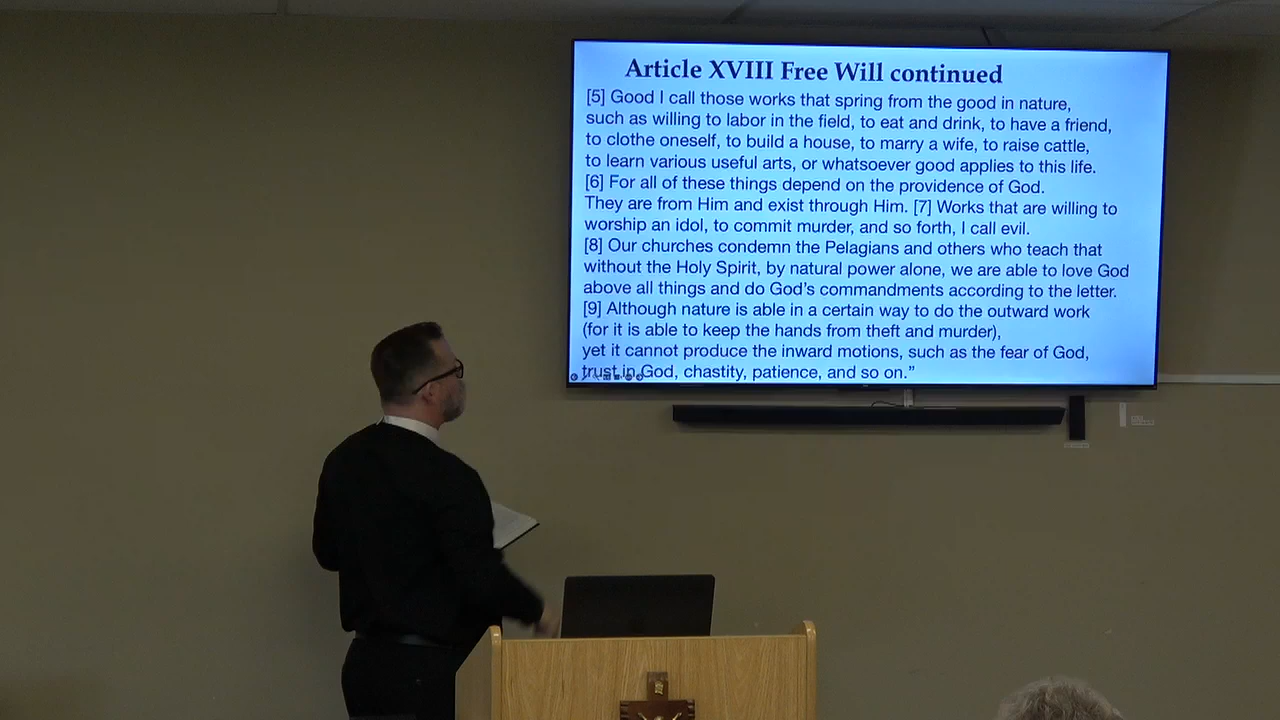 Article XVIII Free Will continued
[5] Good I call those works that spring from the good in nature,
such as willing to labor in the field, to eat and drink, to have a friend,
to clothe oneself, to build a house, to marry a wife, to raise cattle,
to learn various useful arts, or whatsoever good applies to this life.
[6] For all of these things depend on the providence of God.
They are from Him and exist through Him. [7] Works that are willing to
worship an idol, to commit murder, and so forth, I call evil.
[8] Our churches condemn the Pelagians and others who teach that
without the Holy Spirit, by natural power alone, we are able to love God
above all things and do God's commandments according to the letter.
[9] Although nature is able in a certain way to do the outward work
(for it is able to keep the hands from theft and murder),
yet it cannot produce the inward motions, such as the fear of God,
trust in God, chastity, patience, and so on.”